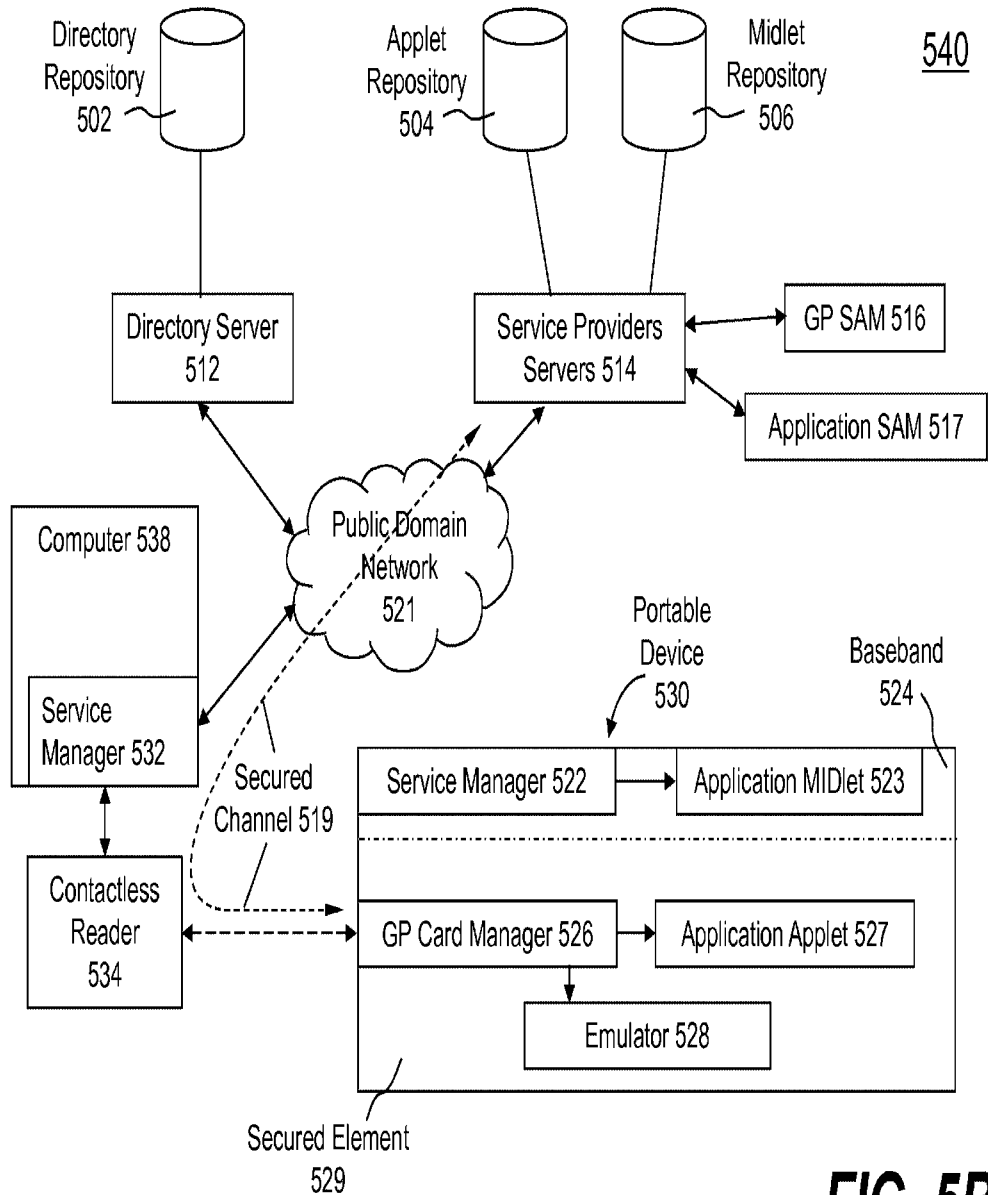 Directory
Repository
502
Applet
Repository
504
Midlet
Repository
506
540
Directory Server
512
Service Providers
Servers 514
GP SAM 516
Application SAM 517
Computer 538
Public Domain
Network
521
Service
Manager 532
Portable
Device
530
Baseband
524
Secured
Channel 519
Service Manager 522
Application MIDlet 523
Contactless
Reader
534
GP Card Manager 526
Application Applet 527
Emulator 528
Secured Element
529